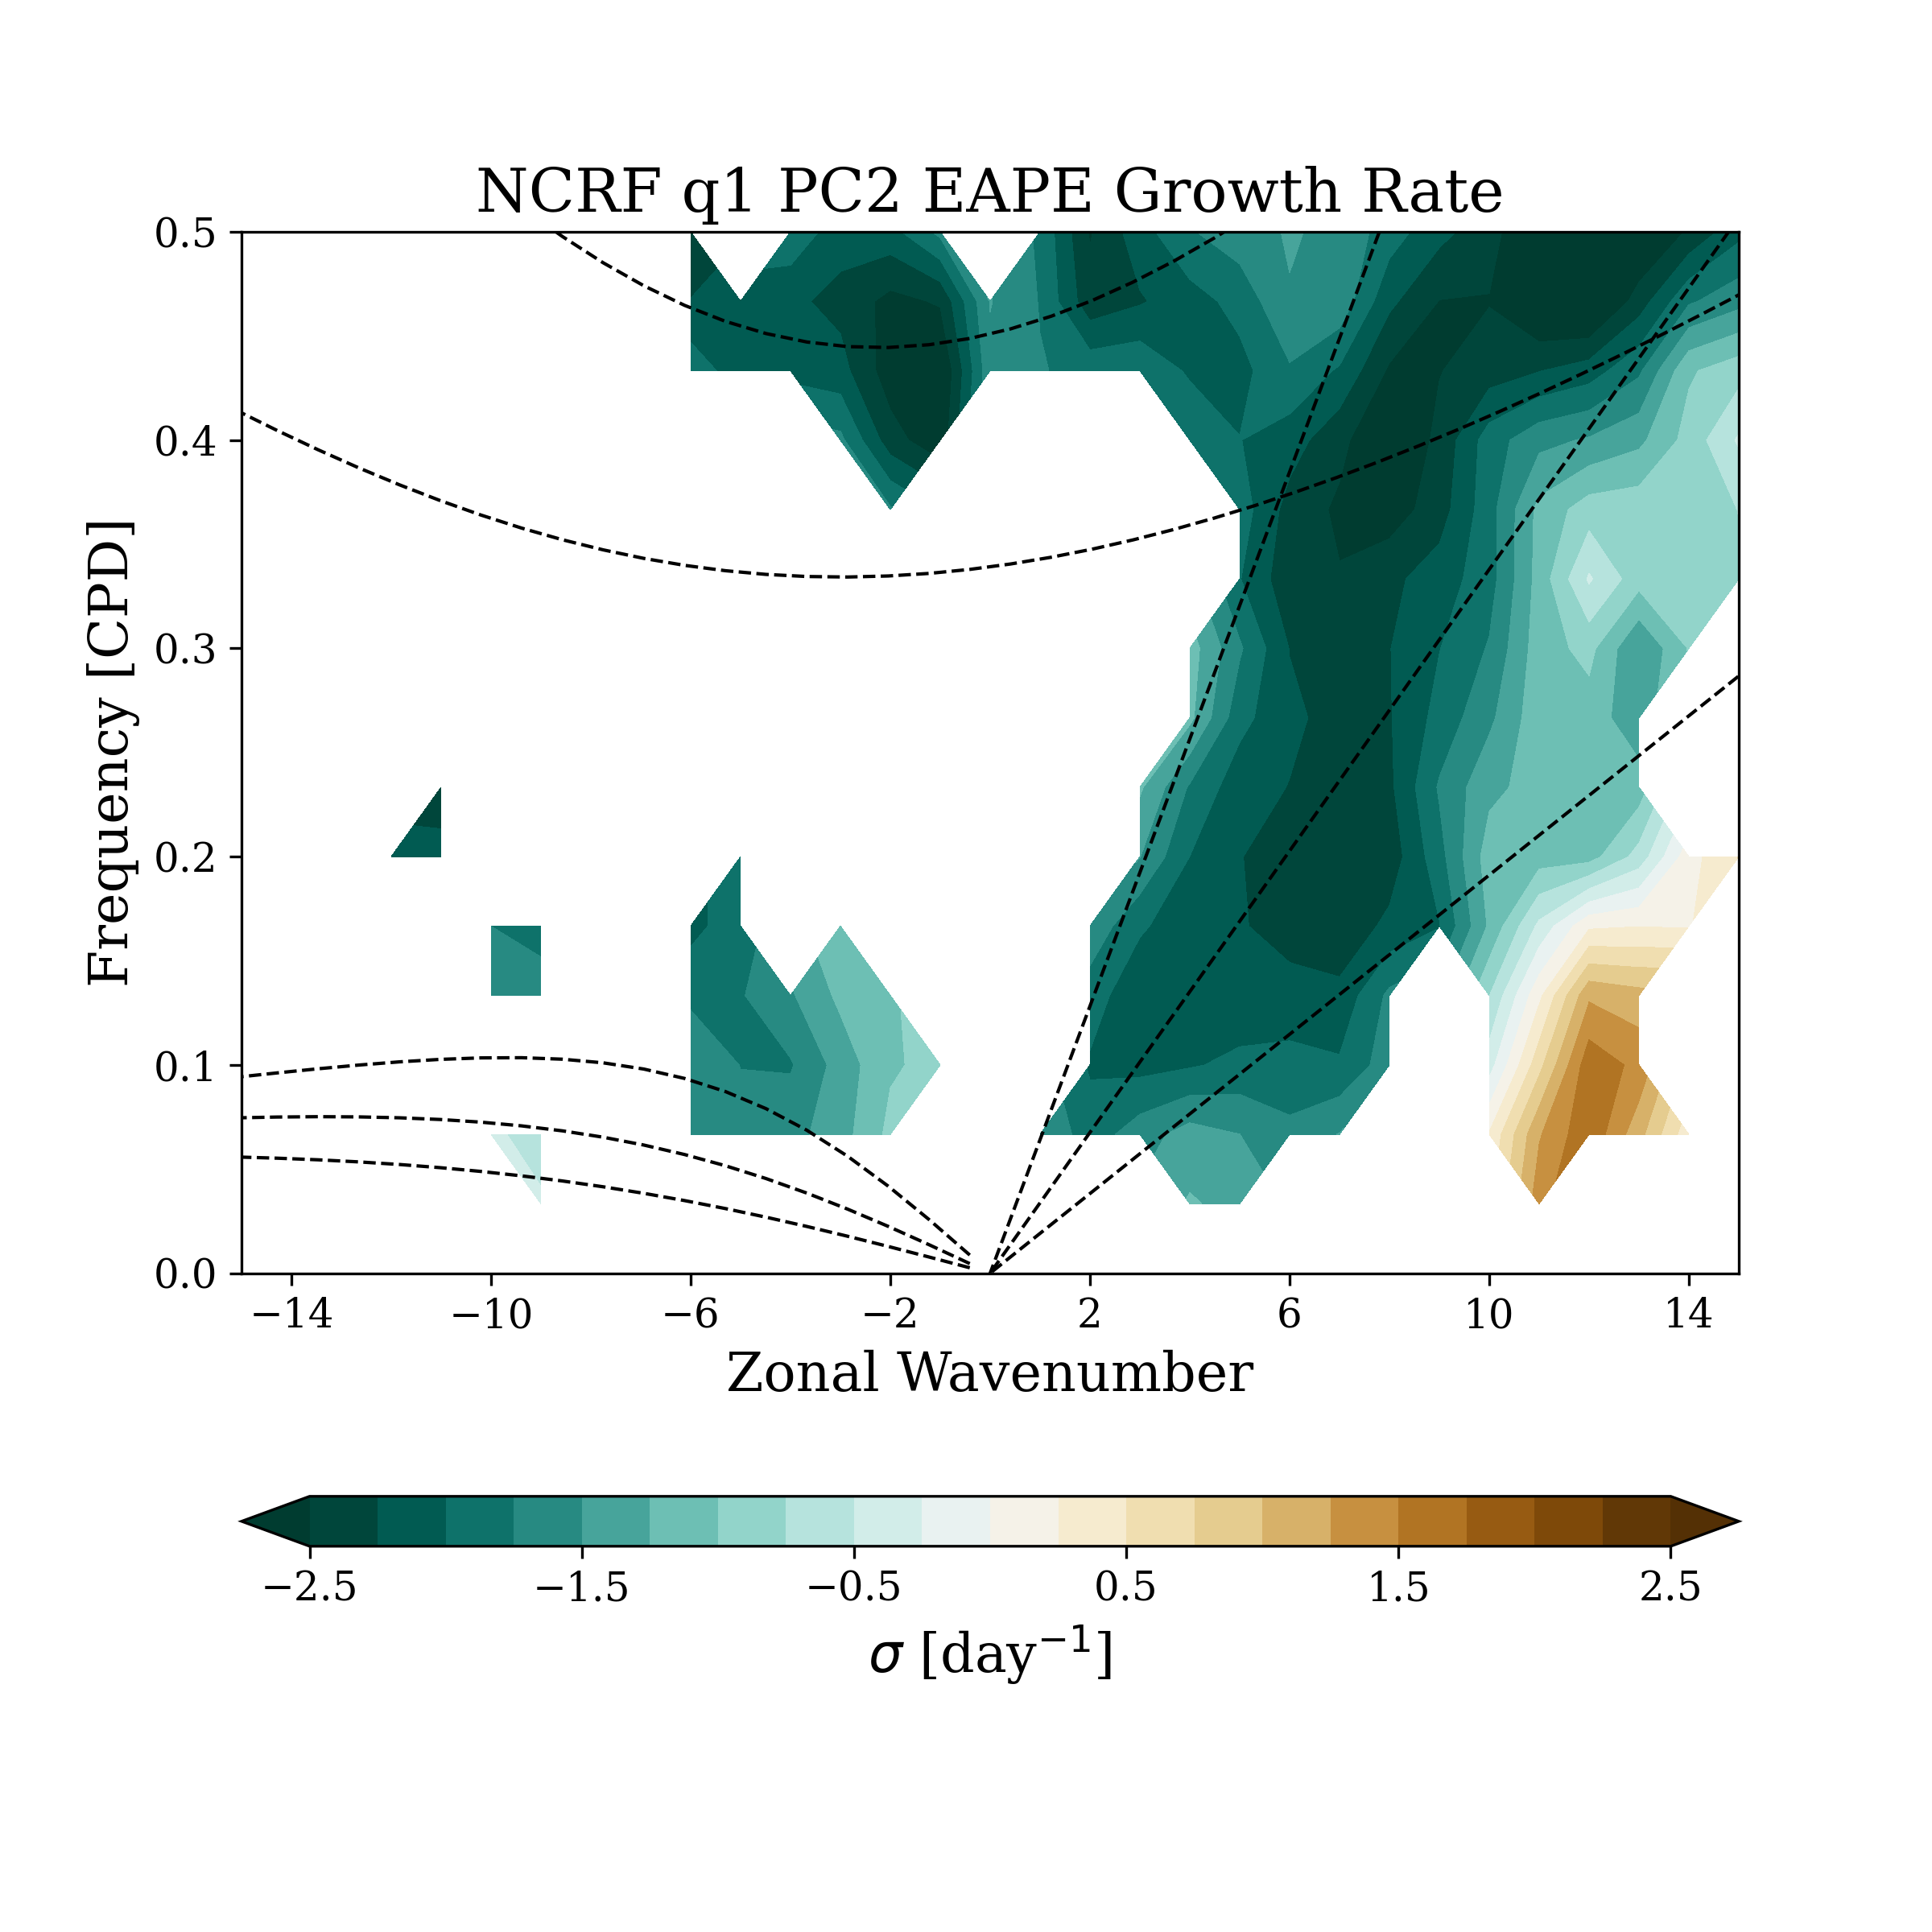 NCRF q1 PC2 EAPE Growth Rate
0.5
0.4
0.3
0.2
0.1
0.0
Frequency [CPD]
−14 −10 −6 −2 2 6 10 14
Zonal Wavenumber
−2.5 −1.5 −0.5 0.5 1.5 2.5
σ [day⁻¹]